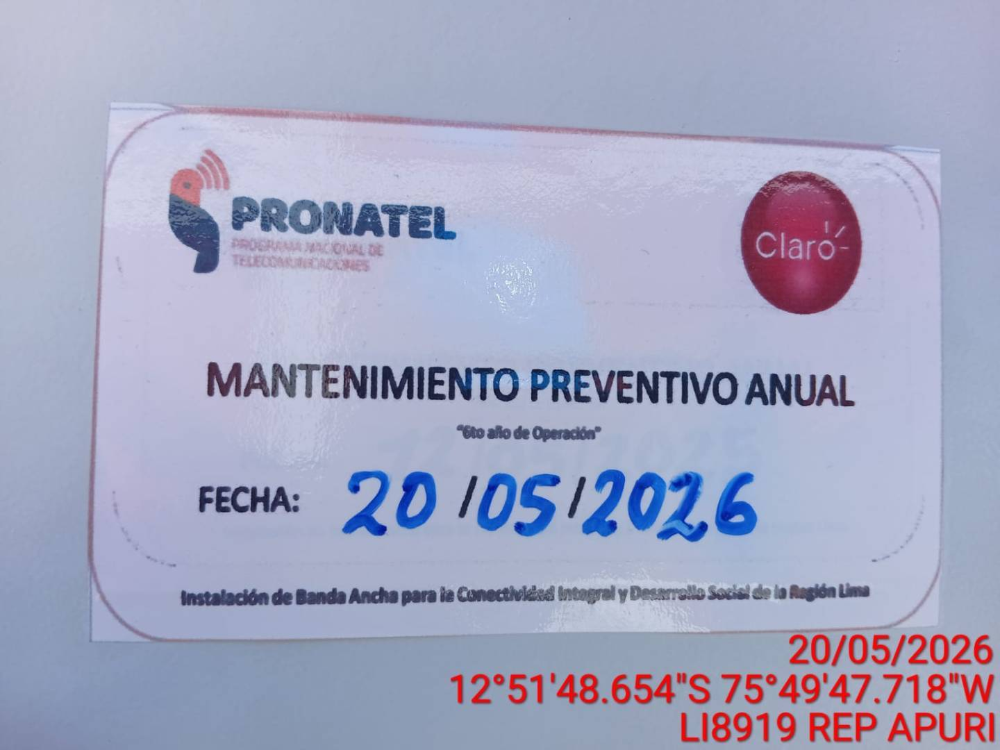 PRONATEL
PROGRAMA NACIONAL DE
TELECOMUNICACIONES
Claro
MANTENIMIENTO PREVENTIVO ANUAL
"6to año de Operación"
FECHA: 20/05/2026
Instalación de Banda Ancha para la Conectividad Integral y Desarrollo Social de la Región Lima
20/05/2026
12°51'48.654"S 75°49'47.718"W
LI8919 REP APURI